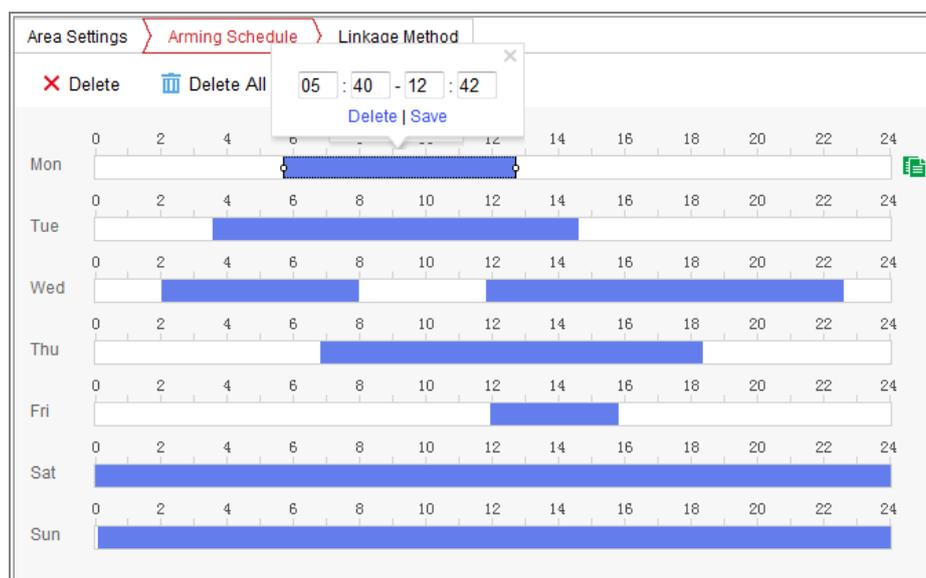 Area Settings Arming Schedule Linkage Method
Delete Delete All
05 : 40 - 12 : 42
Delete | Save
0 2 4 6 12 14 16 18 20 22 24
Mon
0 2 4 6 8 10 12 14 16 18 20 22 24
Tue
0 2 4 6 8 10 12 14 16 18 20 22 24
Wed
0 2 4 6 8 10 12 14 16 18 20 22 24
Thu
0 2 4 6 8 10 12 14 16 18 20 22 24
Fri
0 2 4 6 8 10 12 14 16 18 20 22 24
Sat
0 2 4 6 8 10 12 14 16 18 20 22 24
Sun